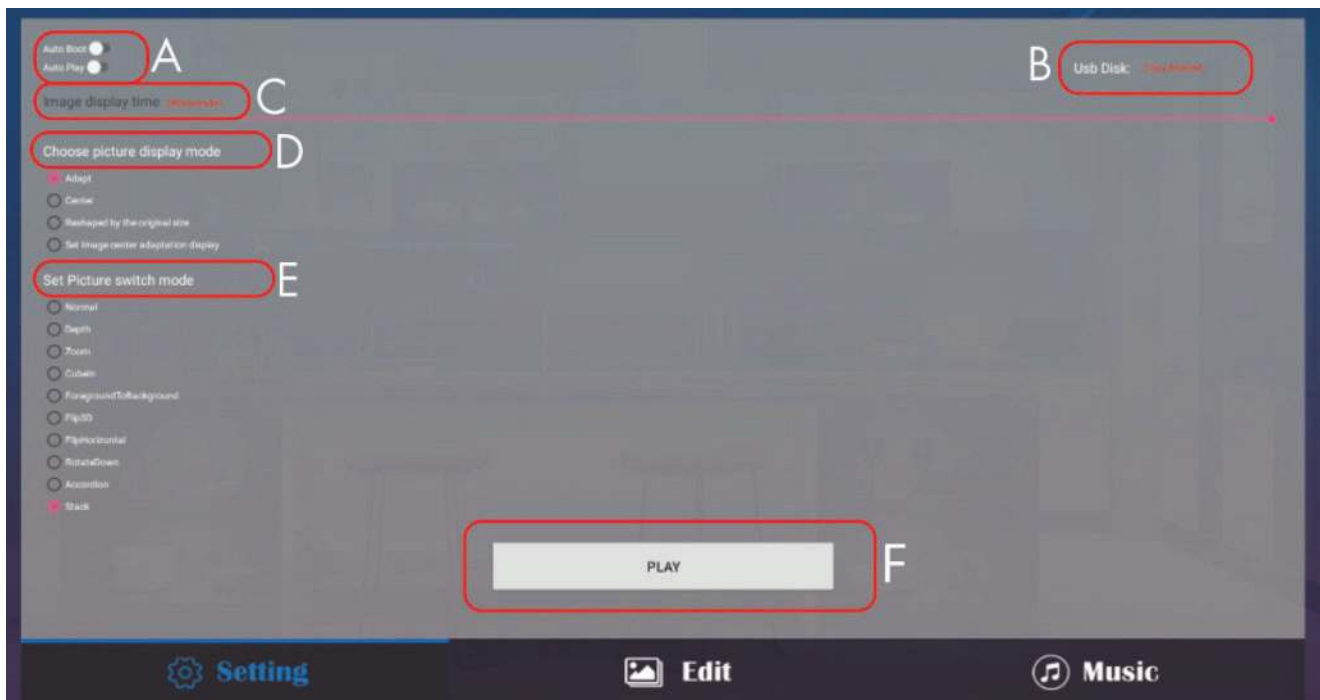 Auto Boot
A
Auto Play
B
Usb Disk:
Image display time
C
Choose picture display mode
D
Adapt
Center
Reshaped by the original size
Set Image center adaptation display
Set Picture switch mode
E
Normal
Depth
Zoom
CubeIn
ForegroundToBackground
Flip3D
FlipHorizontal
RotateDown
Accordion
Stack
PLAY
F
Setting
Edit
Music